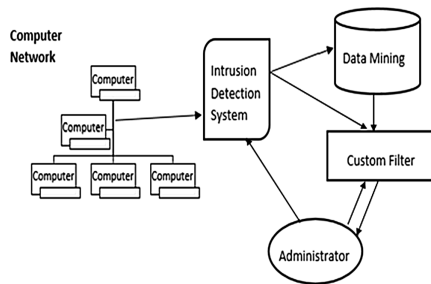 Computer
Network
Computer
Computer
Computer
Computer
Computer
Intrusion
Detection
System
Data Mining
Custom Filter
Administrator